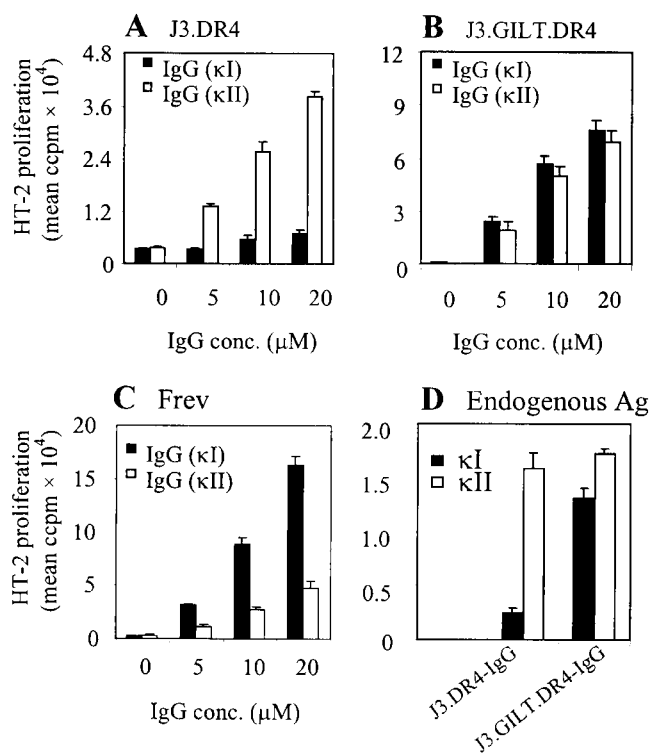 A J3.DR4
HT-2 proliferation
(mean ccpm × 10⁴)
4.8
3.6
2.4
1.2
0
IgG (κI)
IgG (κII)
0 5 10 20
IgG conc. (μM)
B J3.GILT.DR4
12
9
6
3
0
IgG (κI)
IgG (κII)
0 5 10 20
IgG conc. (μM)
C Frev
HT-2 proliferation
(mean ccpm × 10⁴)
20
15
10
5
0
IgG (κI)
IgG (κII)
0 5 10 20
IgG conc. (μM)
D Endogenous Ag
2.0
1.5
1.0
0.5
0.0
κI
κII
J3.DR4-IgG
J3.GILT.DR4-IgG